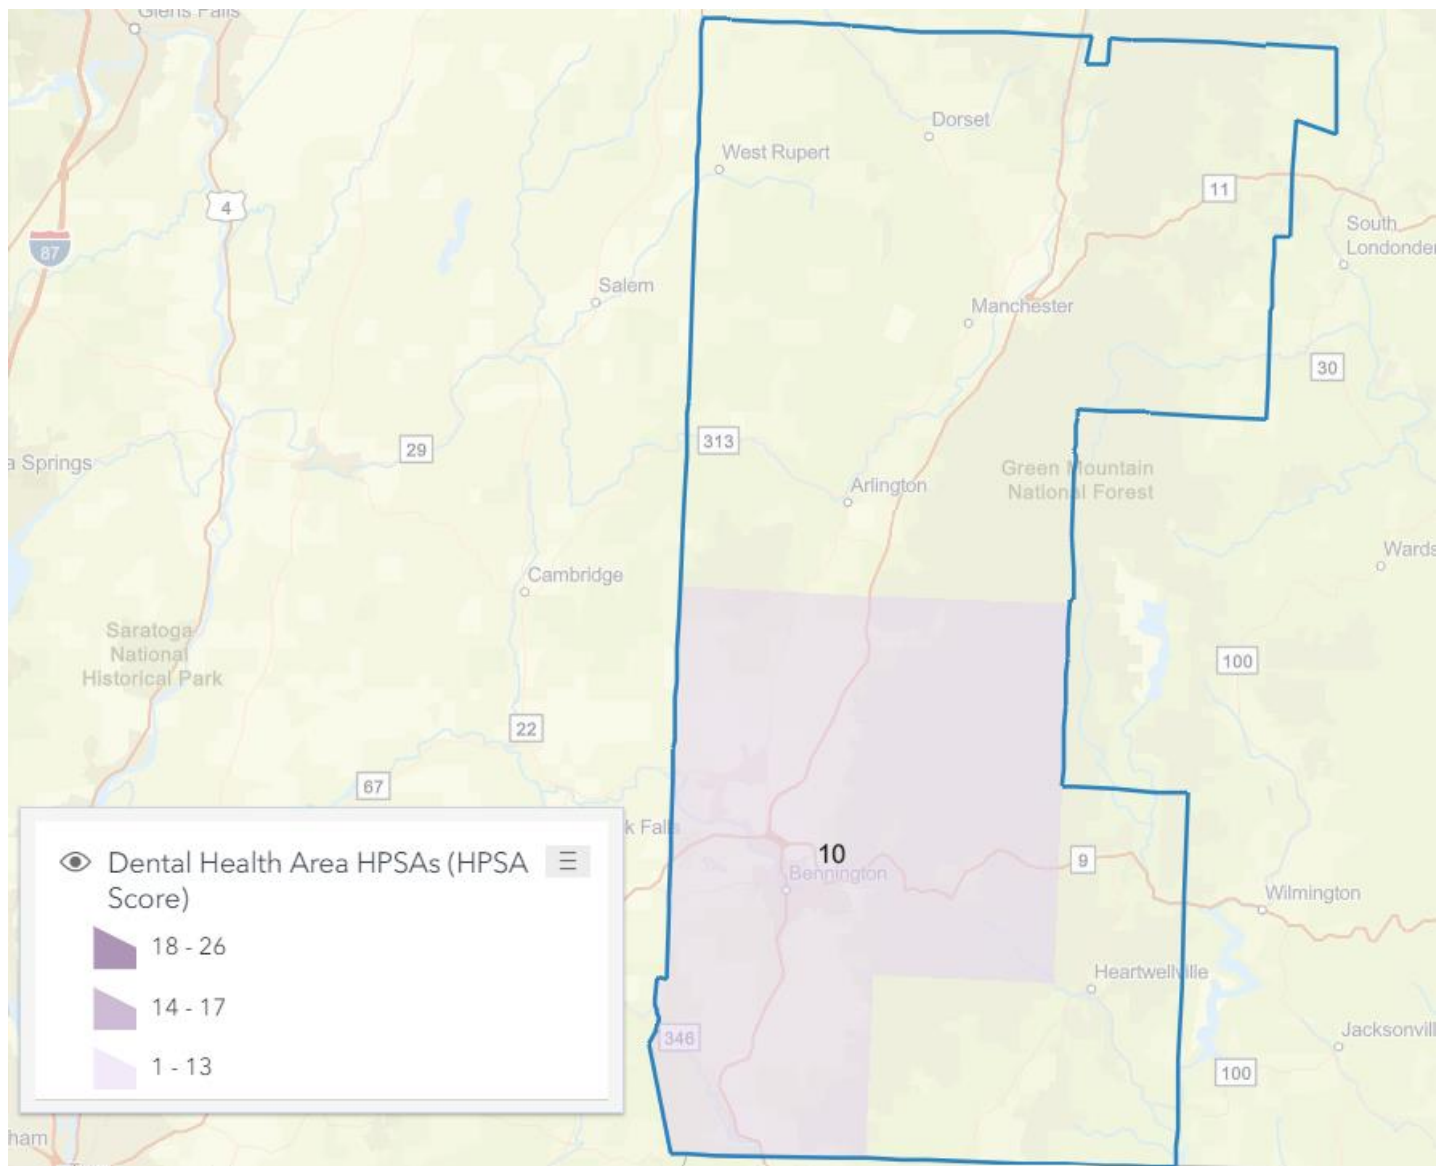 Glens Falls
Dorset
West Rupert
11
4
South
Londonder
87
Salem
Manchester
30
313
29
a Springs
Green Mountain
National Forest
Arlington
Wards
Cambridge
Saratoga
National
Historical Park
100
22
67
k Falls
10
Bennington
9
Wilmington
Heartwellville
346
Jacksonvill
100
ham
Dental Health Area HPSAs (HPSA
Score)
18 - 26
14 - 17
1 - 13